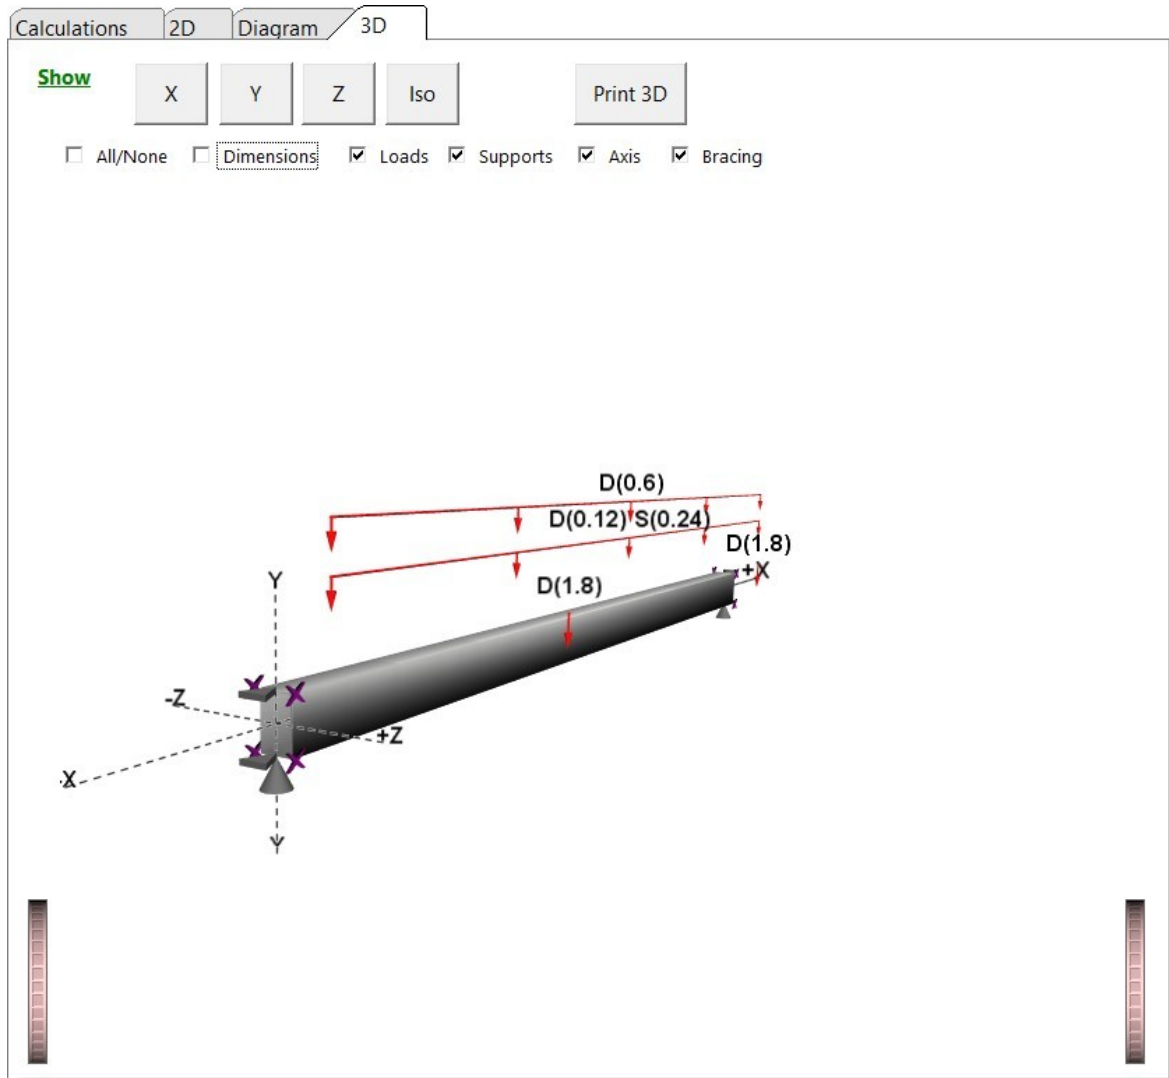 Calculations 2D Diagram 3D
Show X Y Z Iso Print 3D
All/None Dimensions Loads Supports Axis Bracing
D(0.6)
D(0.12) S(0.24)
D(1.8)
+X
D(1.8)
Y
-Z
+Z
-X
-Y